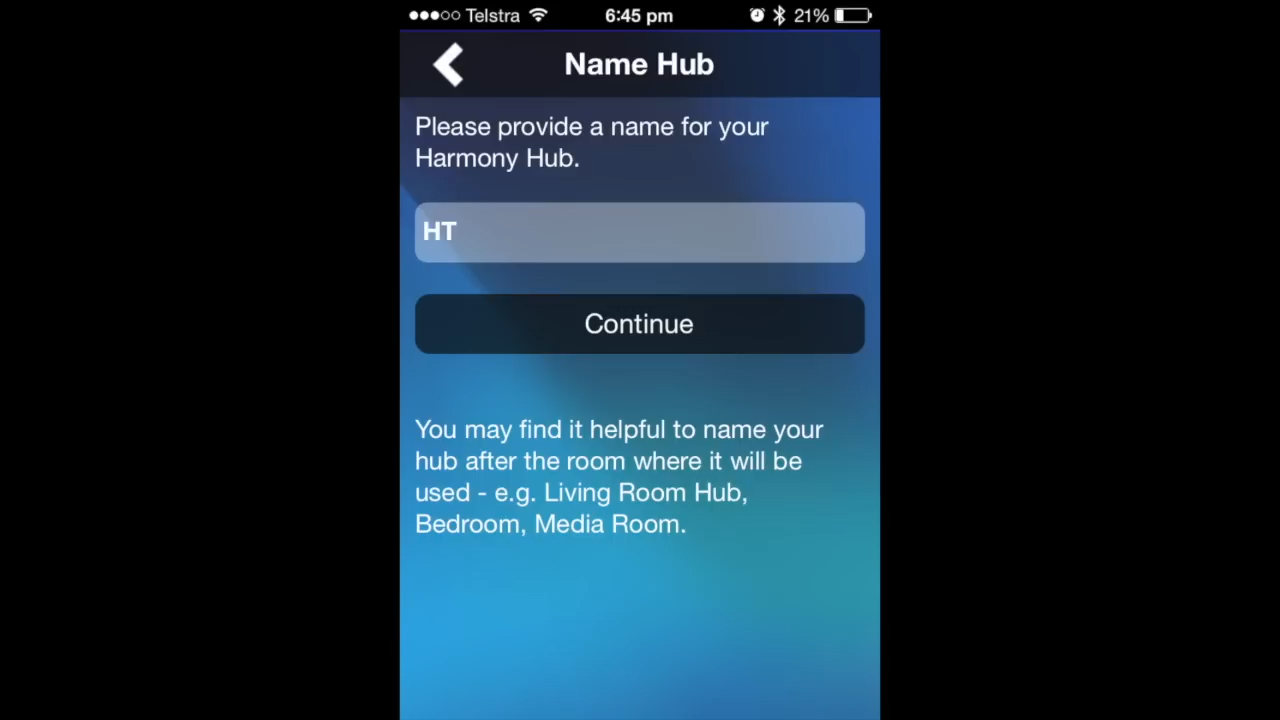 Telstra 6:45 pm 21%
Name Hub
Please provide a name for your
Harmony Hub.
HT
Continue
You may find it helpful to name your
hub after the room where it will be
used - e.g. Living Room Hub,
Bedroom, Media Room.